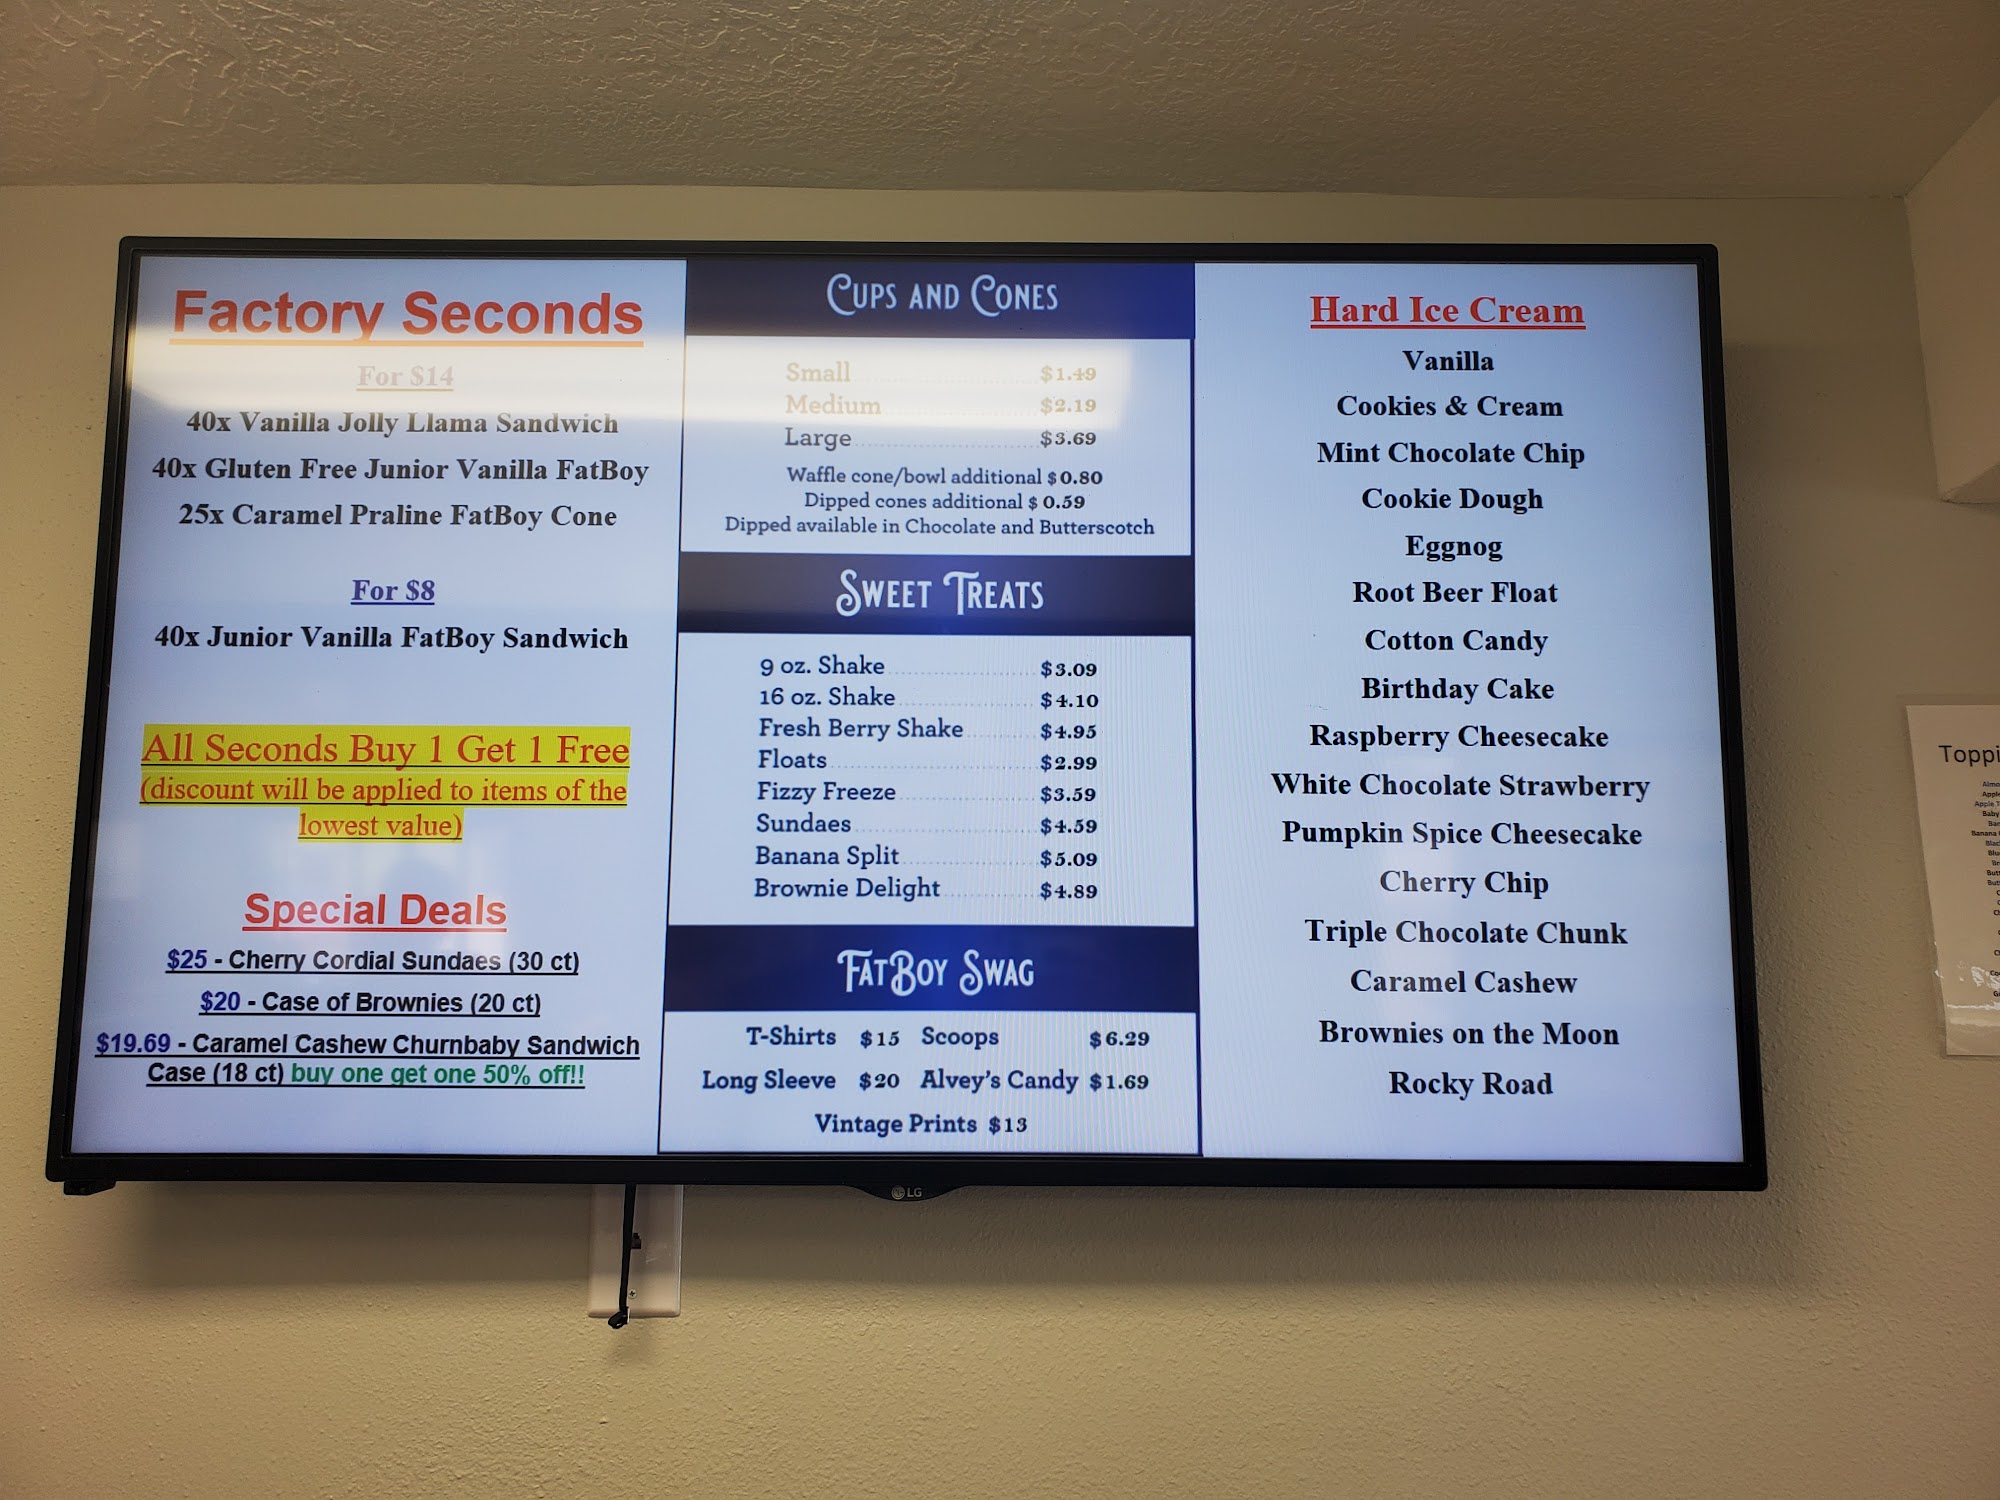 Factory Seconds
For $14
40x Vanilla Jolly Llama Sandwich
40x Gluten Free Junior Vanilla FatBoy
25x Caramel Praline FatBoy Cone
For $8
40x Junior Vanilla FatBoy Sandwich
All Seconds Buy 1 Get 1 Free
(discount will be applied to items of the
lowest value)
Special Deals
$25 - Cherry Cordial Sundaes (30 ct)
$20 - Case of Brownies (20 ct)
$19.69 - Caramel Cashew Churnbaby Sandwich
Case (18 ct) buy one get one 50% off!!
Cups and Cones
Small $1.49
Medium $2.19
Large $3.69
Waffle cone/bowl additional $0.80
Dipped cones additional $ 0.59
Dipped available in Chocolate and Butterscotch
Sweet Treats
9 oz. Shake $3.09
16 oz. Shake $4.10
Fresh Berry Shake $4.95
Floats $2.99
Fizzy Freeze $3.59
Sundaes $4.59
Banana Split $5.09
Brownie Delight $4.89
FatBoy Swag
T-Shirts $15 Scoops $6.29
Long Sleeve $20 Alvey's Candy $1.69
Vintage Prints $13
Hard Ice Cream
Vanilla
Cookies & Cream
Mint Chocolate Chip
Cookie Dough
Eggnog
Root Beer Float
Cotton Candy
Birthday Cake
Raspberry Cheesecake
White Chocolate Strawberry
Pumpkin Spice Cheesecake
Cherry Chip
Triple Chocolate Chunk
Caramel Cashew
Brownies on the Moon
Rocky Road
LG
Toppi